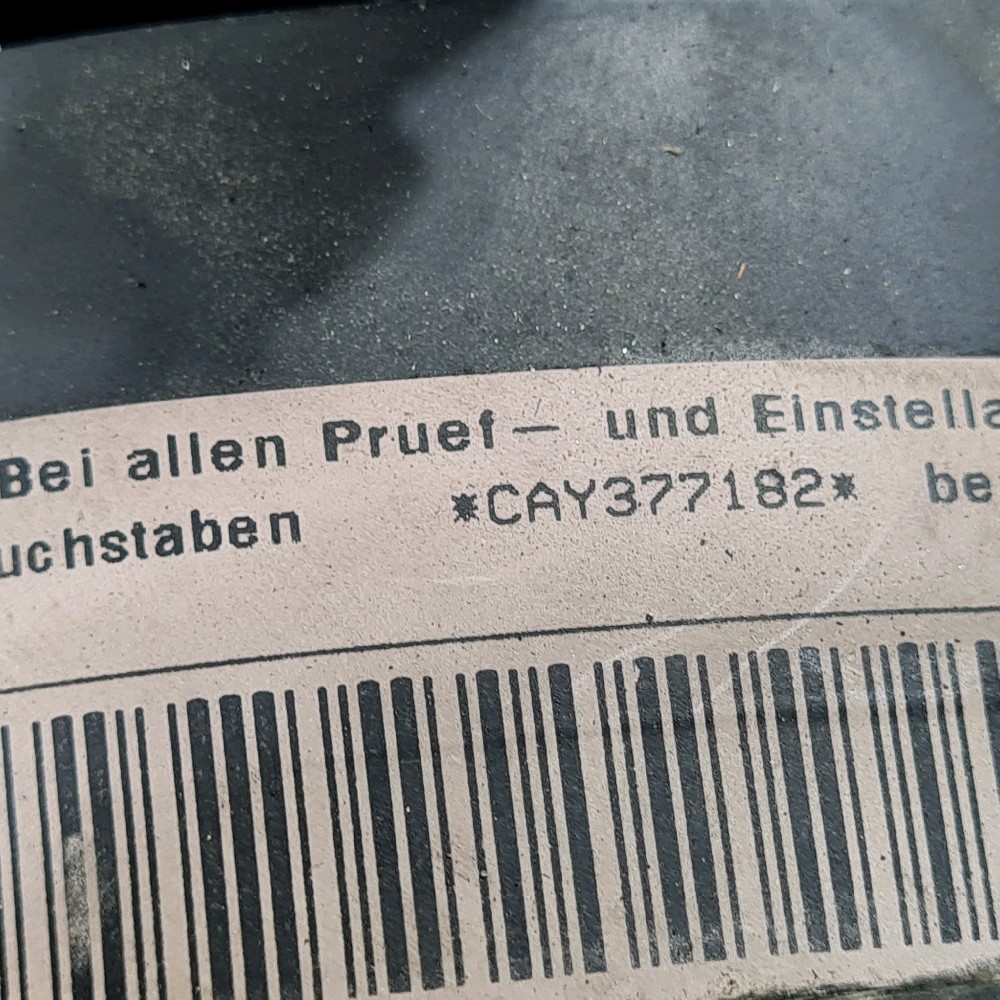 Bei allen Pruef— und Einstella
uchstaben *CAY377182* be